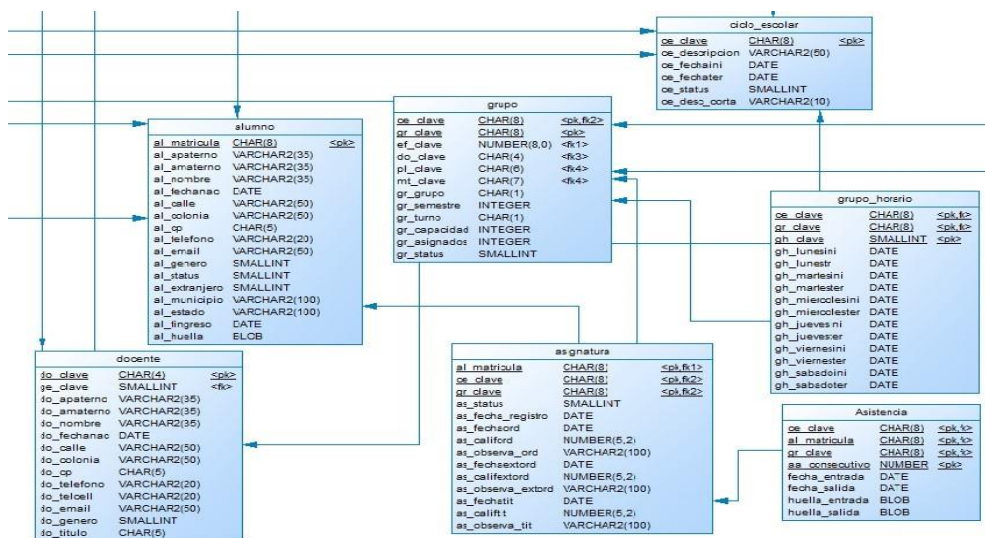 ciclo_escolar
ce_clave CHAR(8) <pk>
ce_descripcion VARCHAR2(50)
ce_fechaini DATE
ce_fechater DATE
ce_status SMALLINT
ce_desc_corta VARCHAR2(10)
grupo
ce_clave CHAR(8) <pk,fk2>
gr_clave CHAR(8) <pk>
ef_clave NUMBER(8,0) <fk1>
do_clave CHAR(4) <fk3>
pl_clave CHAR(6) <fk4>
mt_clave CHAR(7) <fk4>
gr_grupo CHAR(1)
gr_semestre INTEGER
gr_turno CHAR(1)
gr_capacidad INTEGER
gr_asignados INTEGER
gr_status SMALLINT
alumno
al_matricula CHAR(8) <pk>
al_apaterno VARCHAR2(35)
al_amaterno VARCHAR2(35)
al_nombre VARCHAR2(35)
al_fechanac DATE
al_calle VARCHAR2(50)
al_colonia VARCHAR2(50)
al_cp CHAR(5)
al_telefono VARCHAR2(20)
al_email VARCHAR2(50)
al_genero SMALLINT
al_status SMALLINT
al_extranjero SMALLINT
al_municipio VARCHAR2(100)
al_estado VARCHAR2(100)
al_fingreso DATE
al_huella BLOB
grupo_horario
ce_clave CHAR(8) <pk,fk>
gr_clave CHAR(8) <pk,fk>
gh_clave SMALLINT <pk>
gh_lunesini DATE
gh_lunestr DATE
gh_martesini DATE
gh_martester DATE
gh_miercolesini DATE
gh_miercolester DATE
gh_juevesini DATE
gh_juevester DATE
gh_viernesini DATE
gh_viernester DATE
gh_sabadoini DATE
gh_sabadoter DATE
docente
do_clave CHAR(4) <pk>
ge_clave SMALLINT <fk>
do_apaterno VARCHAR2(35)
do_amaterno VARCHAR2(35)
do_nombre VARCHAR2(35)
do_fechanac DATE
do_calle VARCHAR2(50)
do_colonia VARCHAR2(50)
do_cp CHAR(5)
do_telefono VARCHAR2(20)
do_telcell VARCHAR2(20)
do_email VARCHAR2(50)
do_genero SMALLINT
do_titulo CHAR(5)
asignatura
al_matricula CHAR(8) <pk,fk1>
ce_clave CHAR(8) <pk,fk2>
gr_clave CHAR(8) <pk,fk2>
as_status SMALLINT
as_fecha_registro DATE
as_fechaord DATE
as_califord NUMBER(5,2)
as_observa_ord VARCHAR2(100)
as_fechaextord DATE
as_califextord NUMBER(5,2)
as_observa_extord VARCHAR2(100)
as_fechatit DATE
as_califtit NUMBER(5,2)
as_observa_tit VARCHAR2(100)
Asistencia
ce_clave CHAR(8) <pk,fk>
al_matricula CHAR(8) <pk,fk>
gr_clave CHAR(8) <pk,fk>
aa_consecutivo NUMBER <pk>
fecha_entrada DATE
fecha_salida DATE
huella_entrada BLOB
huella_salida BLOB